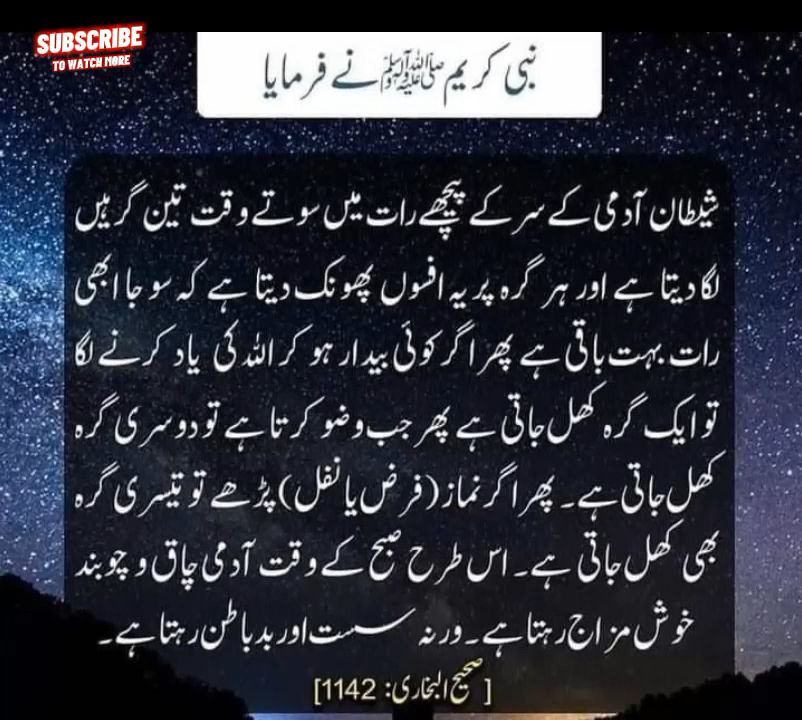 SUBSCRIBE
TO WATCH MORE
نبی کریم ﷺ نے فرمایا
شیطان آدمی کے سر کے پیچھے رات میں سوتے وقت تین گرہیں
لگا دیتا ہے اور ہر گرہ پر یہ افسوں پھونک دیتا ہے کہ سو جا ابھی
رات بہت باقی ہے پھر اگر کوئی بیدار ہو کر اللہ کی یاد کرنے لگا
تو ایک گرہ کھل جاتی ہے پھر جب وضو کرتا ہے تو دوسری گرہ
کھل جاتی ہے۔ پھر اگر نماز (فرض یا نفل) پڑھے تو تیسری گرہ
بھی کھل جاتی ہے۔ اس طرح صبح کے وقت آدمی چاق و چوبند
خوش مزاج رہتا ہے۔ ورنہ سست اور بدباطن رہتا ہے۔
[صحیح البخاری: 1142]